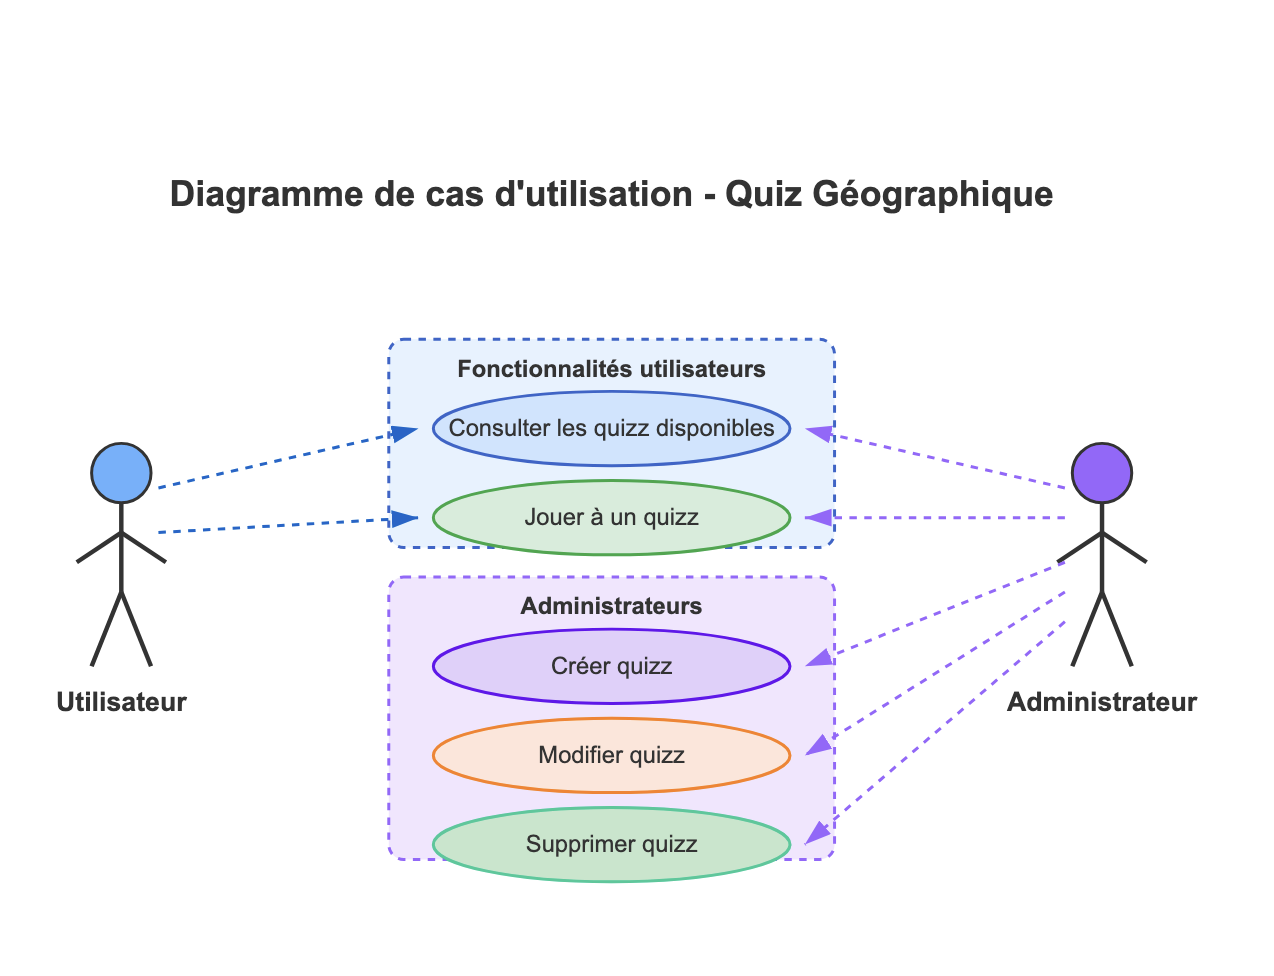 Diagramme de cas d'utilisation - Quiz Géographique
Fonctionnalités utilisateurs
Consulter les quizz disponibles
Jouer à un quizz
Administrateurs
Créer quizz
Utilisateur
Administrateur
Modifier quizz
Supprimer quizz